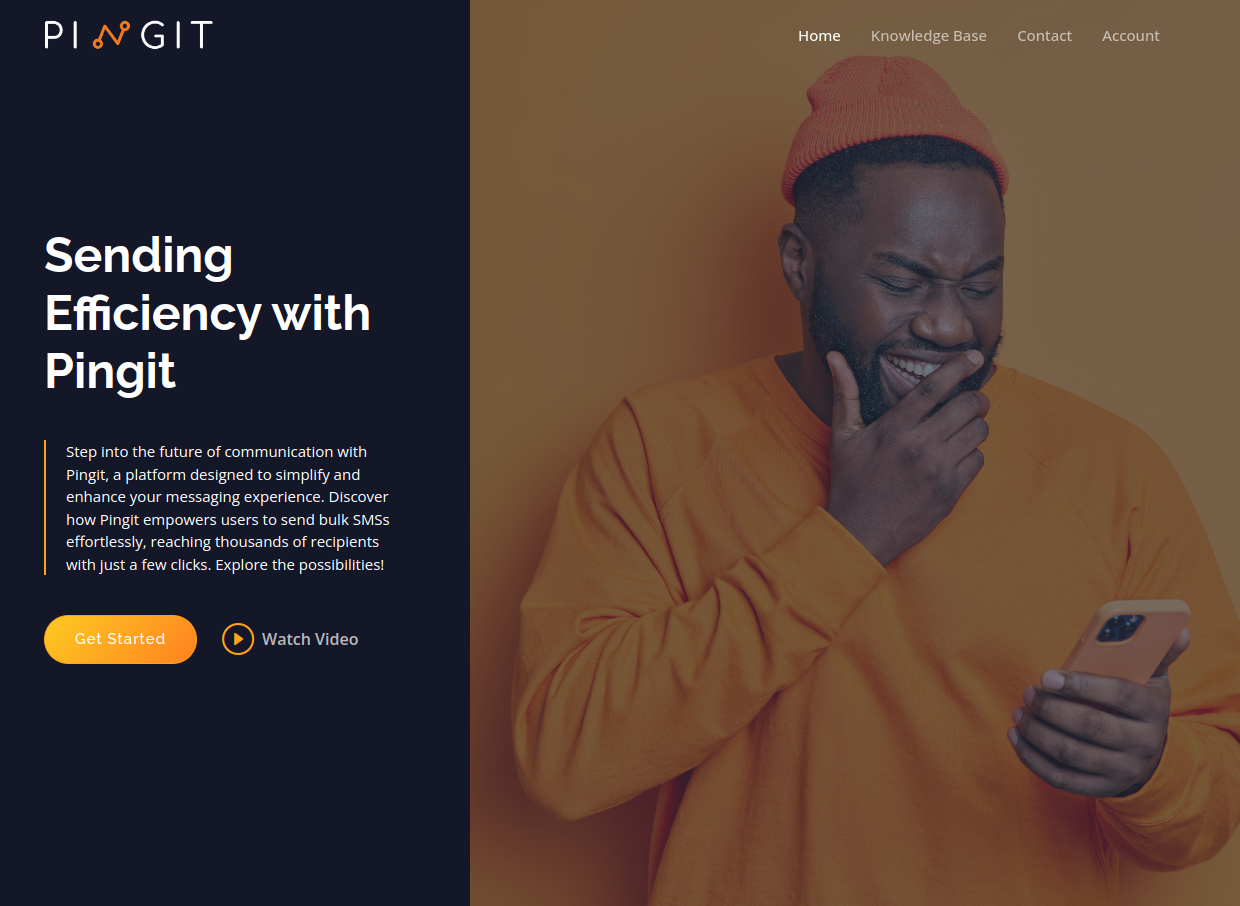 PINGIT
Home Knowledge Base Contact Account
Sending
Efficiency with
Pingit
Step into the future of communication with
Pingit, a platform designed to simplify and
enhance your messaging experience. Discover
how Pingit empowers users to send bulk SMSs
effortlessly, reaching thousands of recipients
with just a few clicks. Explore the possibilities!
Get Started Watch Video